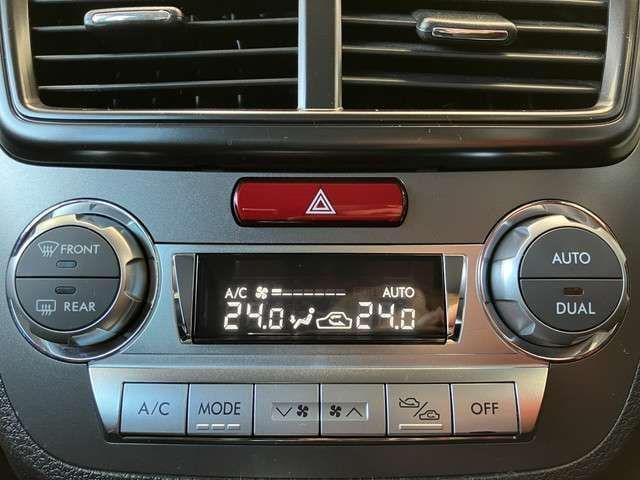 FRONT
REAR
A/C AUTO
24.0 24.0
AUTO
DUAL
A/C MODE OFF